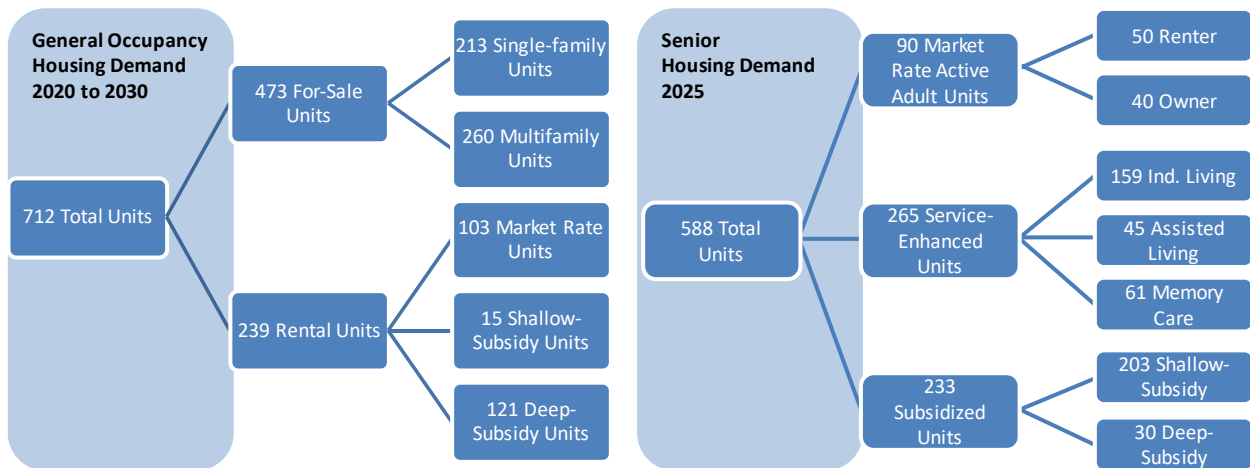 General Occupancy
Housing Demand
2020 to 2030
712 Total Units
473 For-Sale
Units
213 Single-family
Units
260 Multifamily
Units
239 Rental Units
103 Market Rate
Units
15 Shallow-
Subsidy Units
121 Deep-
Subsidy Units
Senior
Housing Demand
2025
588 Total
Units
90 Market
Rate Active
Adult Units
50 Renter
40 Owner
265 Service-
Enhanced
Units
159 Ind. Living
45 Assisted
Living
61 Memory
Care
233
Subsidized
Units
203 Shallow-
Subsidy
30 Deep-
Subsidy